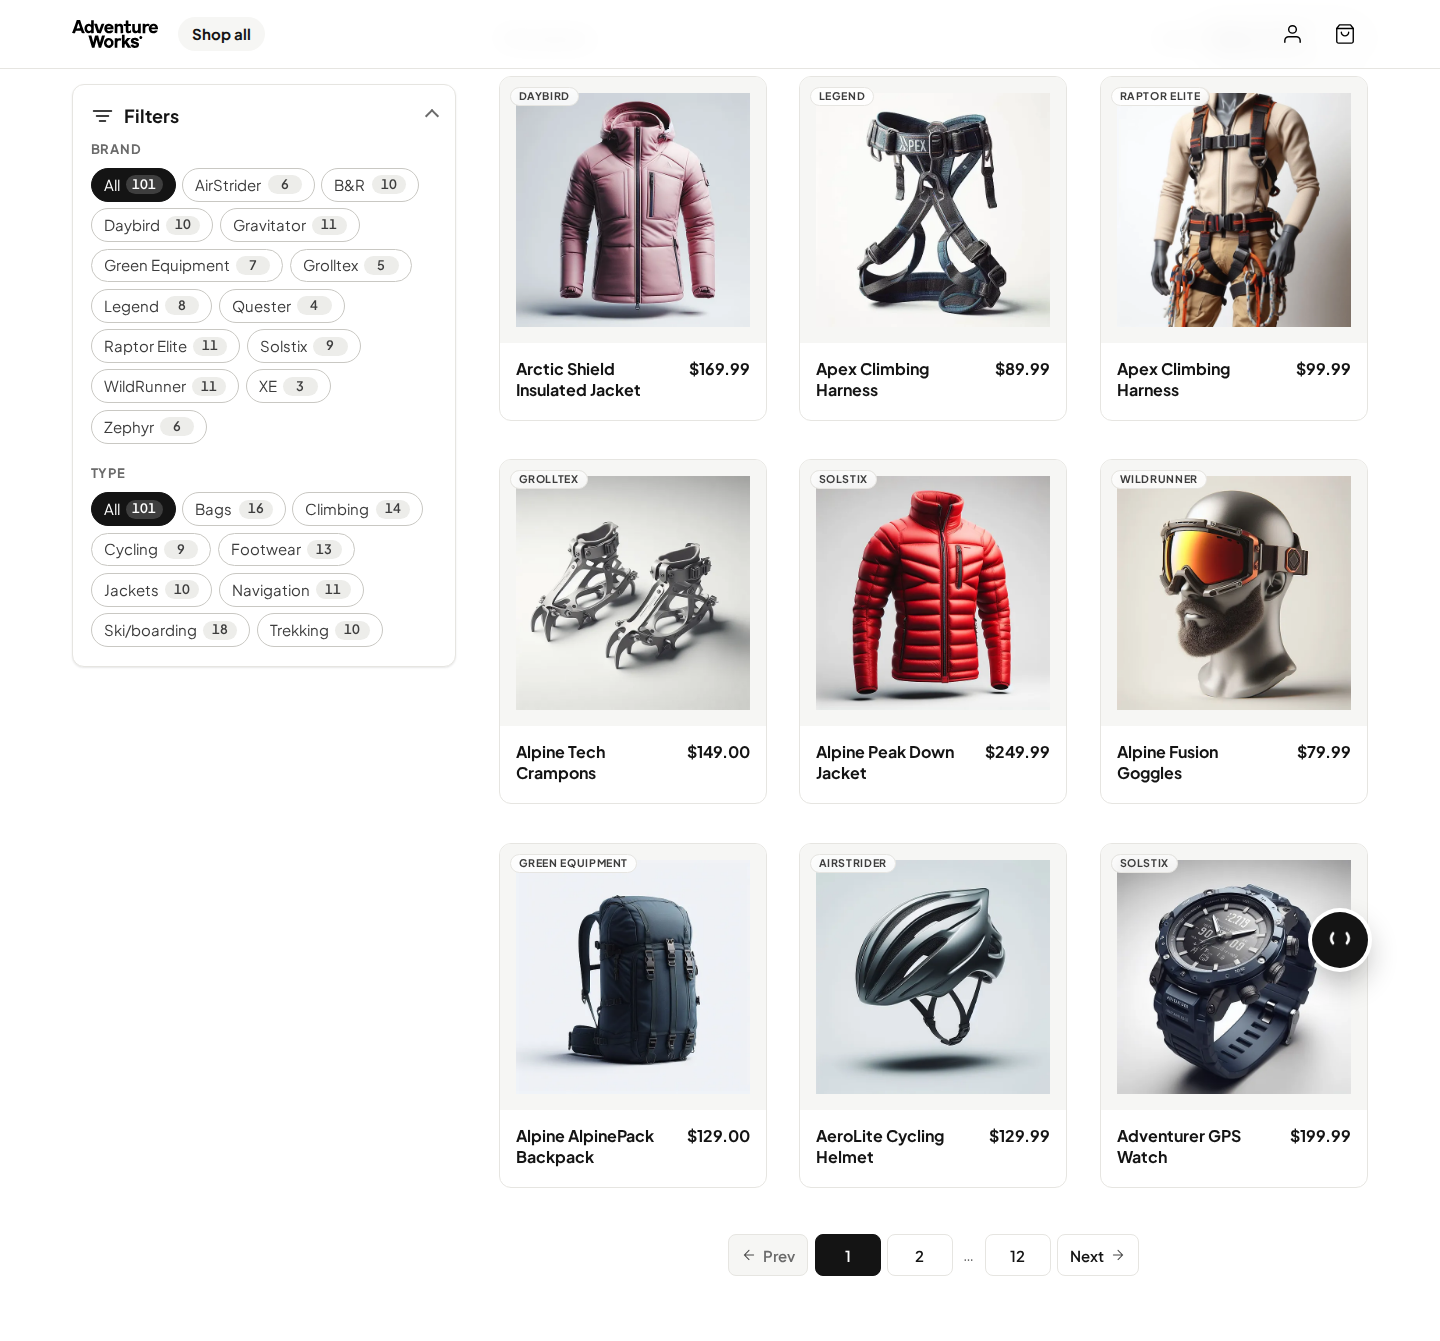 Adventure
Works
Shop all
Filters
BRAND
All 101
AirStrider 6
B&R 10
Daybird 10
Gravitator 11
Green Equipment 7
Grolltex 5
Legend 8
Quester 4
Raptor Elite 11
Solstix 9
WildRunner 11
XE 3
Zephyr 6
TYPE
All 101
Bags 16
Climbing 14
Cycling 9
Footwear 13
Jackets 10
Navigation 11
Ski/boarding 18
Trekking 10
DAYBIRD
Arctic Shield $169.99
Insulated Jacket
LEGEND
APEX
Apex Climbing $89.99
Harness
RAPTOR ELITE
Apex Climbing $99.99
Harness
GROLLTEX
Alpine Tech $149.00
Crampons
SOLSTIX
Alpine Peak Down $249.99
Jacket
WILDRUNNER
Alpine Fusion $79.99
Goggles
GREEN EQUIPMENT
Alpine AlpinePack $129.00
Backpack
AIRSTRIDER
AeroLite Cycling $129.99
Helmet
SOLSTIX
Adventurer GPS $199.99
Watch
← Prev
1
2
...
12
Next →